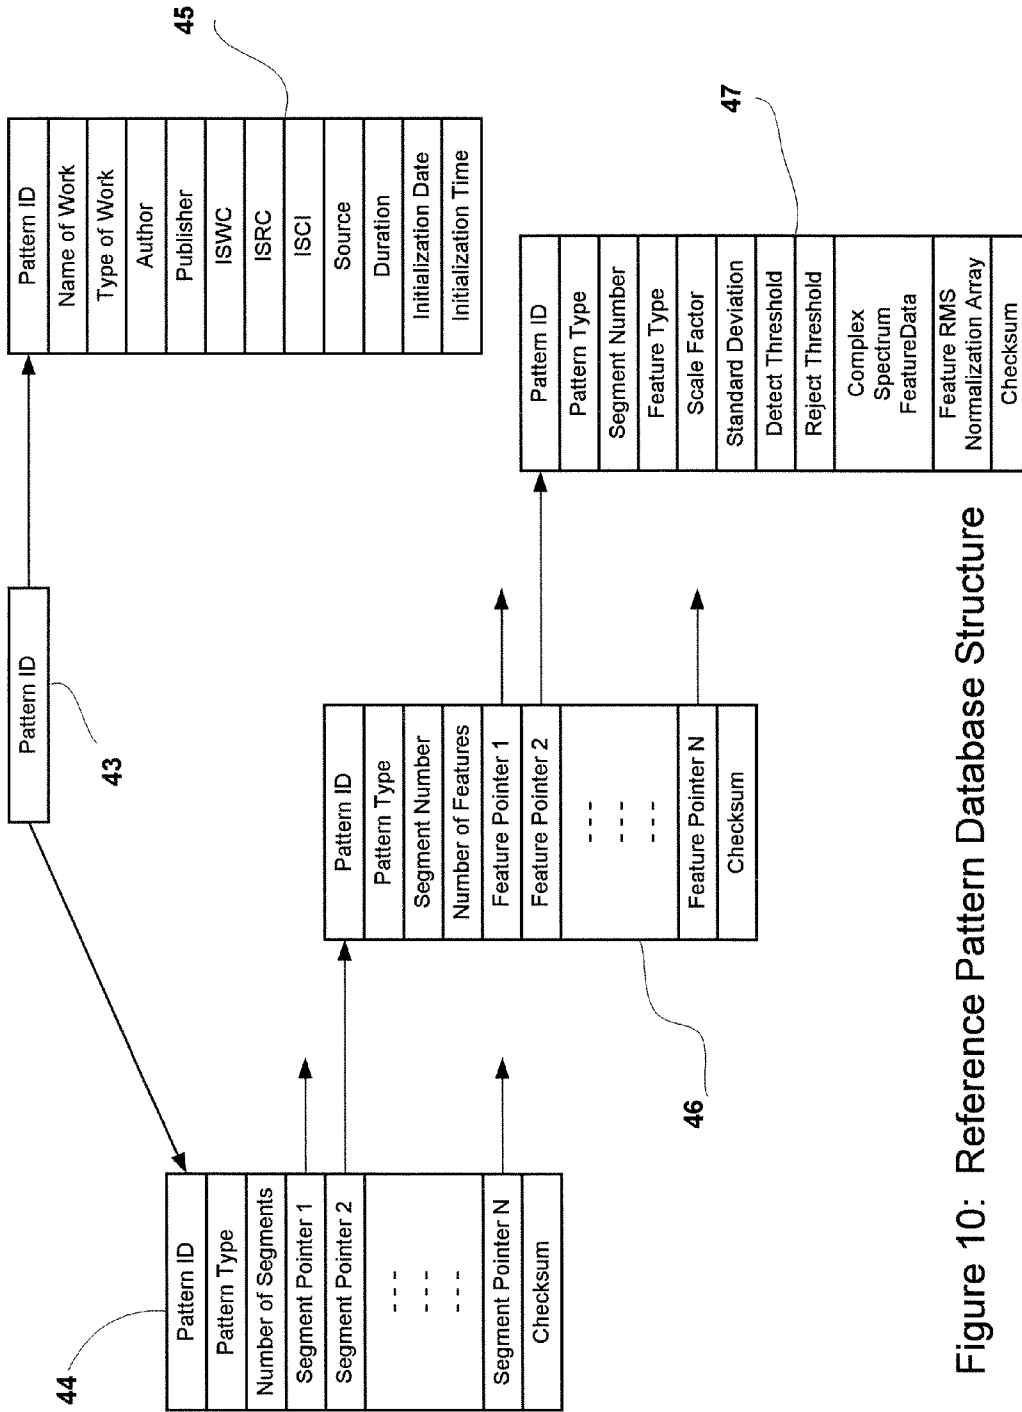 Pattern ID
43
44
Pattern ID
Pattern Type
Number of Segments
Segment Pointer 1
Segment Pointer 2
- - -
- - -
- - -
Segment Pointer N
Checksum
Pattern ID
Name of Work
Type of Work
Author
Publisher
ISWC
ISRC
ISCI
Source
Duration
Initialization Date
Initialization Time
45
Pattern ID
Pattern Type
Segment Number
Number of Features
Feature Pointer 1
Feature Pointer 2
- - -
- - -
- - -
Feature Pointer N
Checksum
46
Pattern ID
Pattern Type
Segment Number
Feature Type
Scale Factor
Standard Deviation
Detect Threshold
Reject Threshold
Complex
Spectrum
FeatureData
Feature RMS
Normalization Array
Checksum
47
Figure 10: Reference Pattern Database Structure